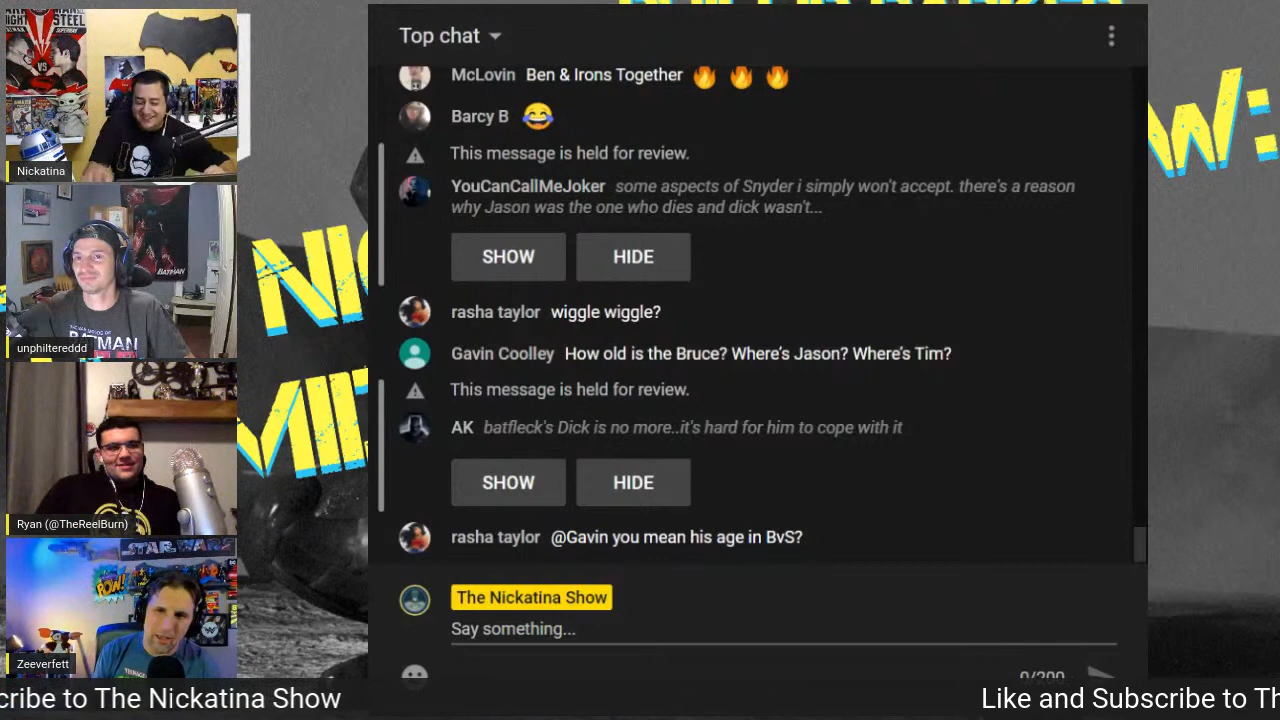 Top chat
McLovin Ben & Irons Together 🔥 🔥 🔥
Barcy B 😂
This message is held for review.
YouCanCallMeJoker some aspects of Snyder i simply won't accept. there's a reason
why Jason was the one who dies and dick wasn't...
SHOW HIDE
rasha taylor wiggle wiggle?
Gavin Coolley How old is the Bruce? Where's Jason? Where's Tim?
This message is held for review.
AK batfleck's Dick is no more..it's hard for him to cope with it
SHOW HIDE
rasha taylor @Gavin you mean his age in BvS?
The Nickatina Show
Say something...
0/200
Nickatina
BATMAN
unphiltereddd
BATMAN
Ryan (@TheReelBurn)
STAR WARS
POW!
Zeeverfett
cribe to The Nickatina Show
Like and Subscribe to Th